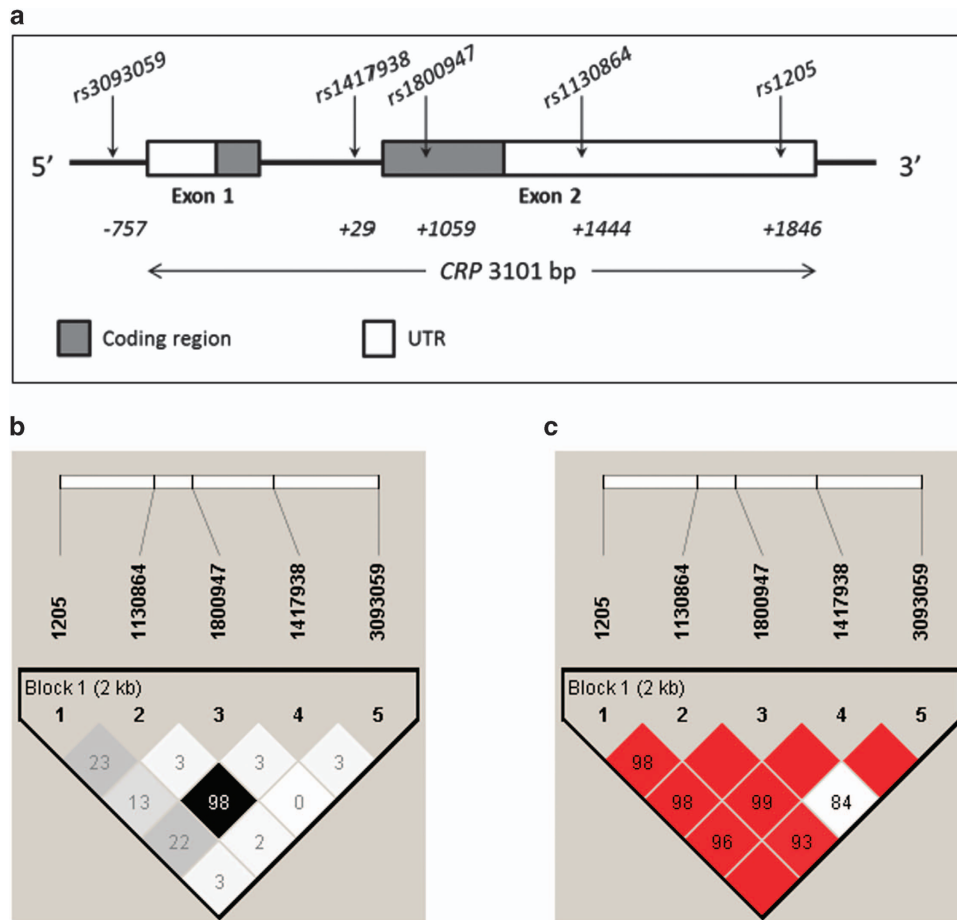 a
rs3093059 rs1417938 rs1800947 rs1130864 rs1205
5′ 3′
Exon 1 Exon 2
-757 +29 +1059 +1444 +1846
CRP 3101 bp
Coding region UTR
b
1205 1130864 1800947 1417938 3093059
Block 1 (2 kb)
1 2 3 4 5
23 3 3 3
13 98 0
22 2
3
c
1205 1130864 1800947 1417938 3093059
Block 1 (2 kb)
1 2 3 4 5
98
98 99 84
96 93